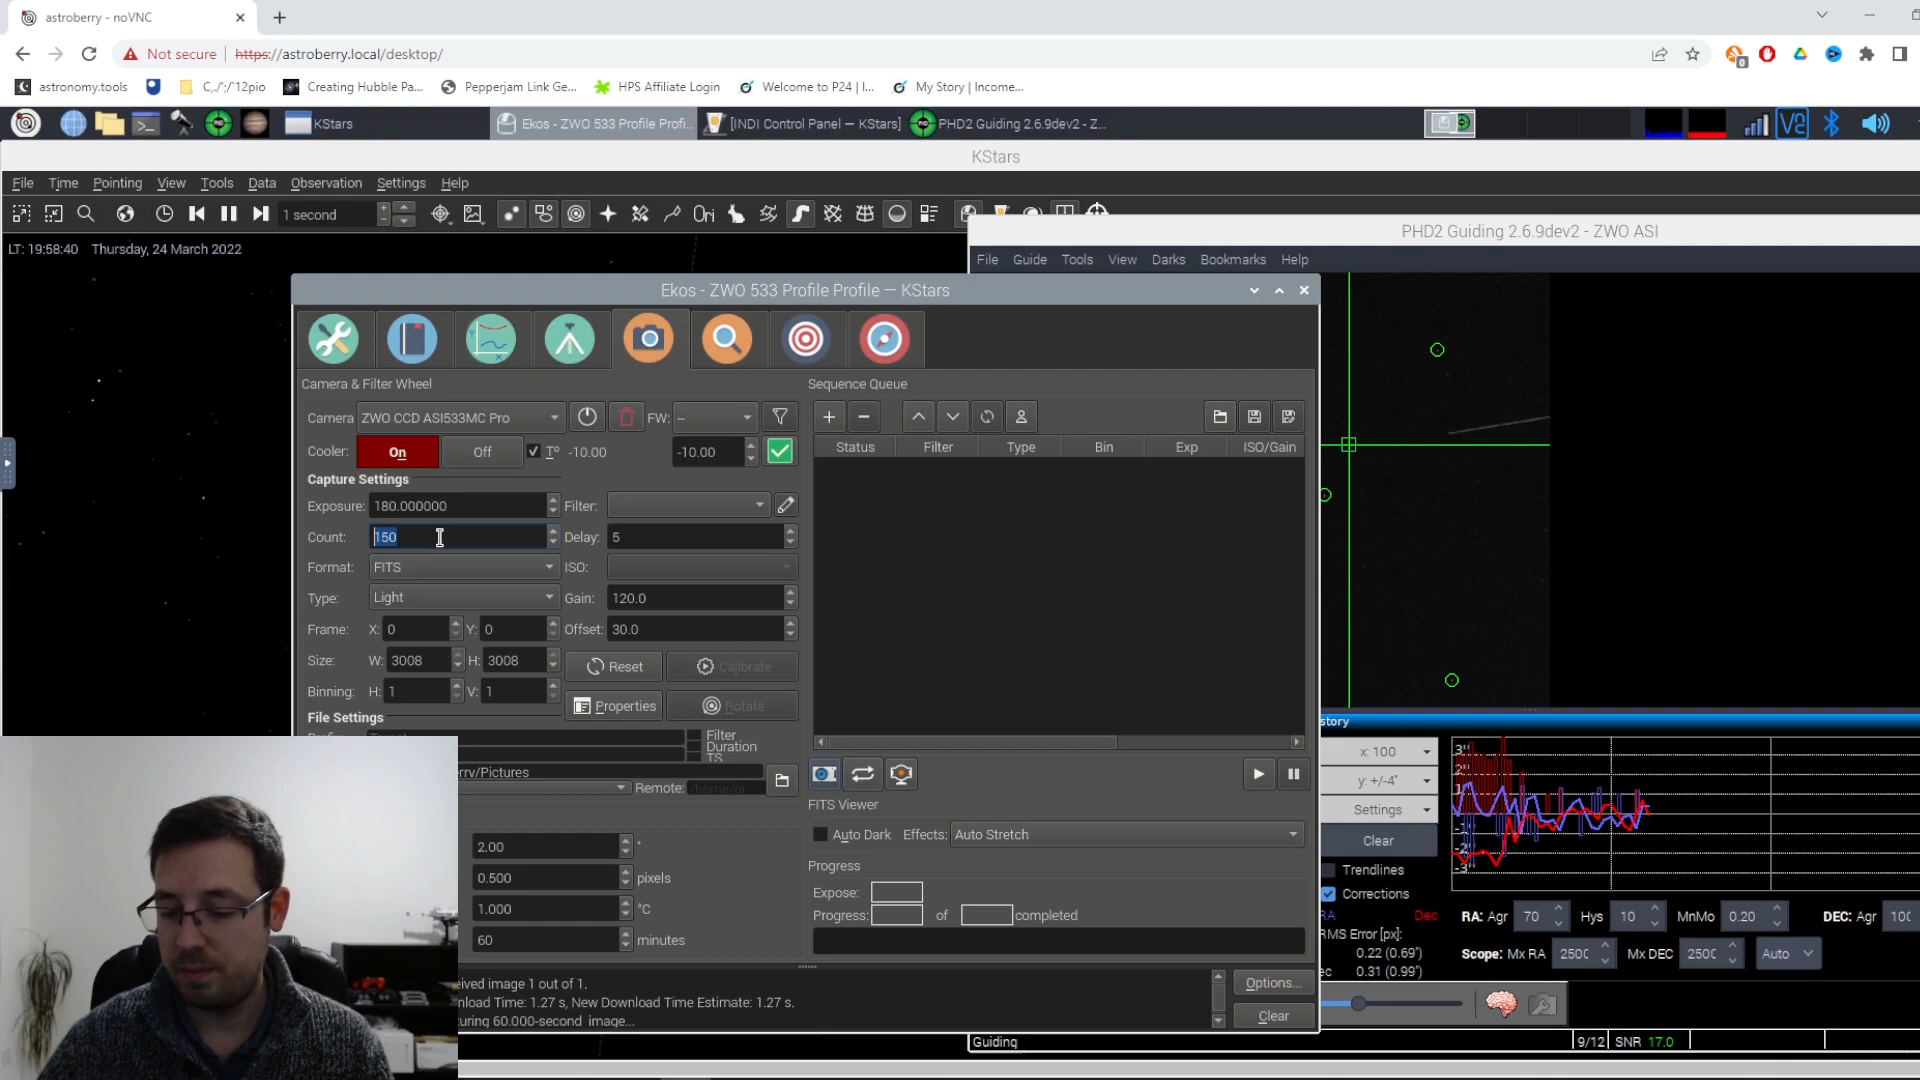 astroberry - noVNC
Not secure https://astroberry.local/desktop/
0
astronomy.tools C,./';/'12pio Creating Hubble Pa... Pepperjam Link Ge... HPS Affiliate Login Welcome to P24 | I... My Story | Income...
KStars Ekos - ZWO 533 Profile Profi... [INDI Control Panel — KStars] PHD2 Guiding 2.6.9dev2 - Z...
KStars
File Time Pointing View Tools Data Observation Settings Help
1 second Ori
LT: 19:58:40 Thursday, 24 March 2022
PHD2 Guiding 2.6.9dev2 - ZWO ASI
File Guide Tools View Darks Bookmarks Help
Ekos - ZWO 533 Profile Profile — KStars
Camera & Filter Wheel Sequence Queue
Camera ZWO CCD ASI533MC Pro FW: --
Cooler: On Off Tº -10.00 -10.00
Status Filter Type Bin Exp ISO/Gain
Capture Settings
Exposure: 180.000000 Filter:
Count: 150 Delay: 5
Format: FITS ISO:
Type: Light Gain: 120.0
Frame: X: 0 Y: 0 Offset: 30.0
Size: W: 3008 H: 3008 Reset Calibrate
Binning: H: 1 V: 1 Properties Rotate
File Settings
Filter
Duration
TS
/Pictures
Remote:
FITS Viewer
Auto Dark Effects: Auto Stretch
2.00 °
0.500 pixels
1.000 °C
60 minutes
Progress
Expose:
Progress: of completed
eived image 1 out of 1.
nload Time: 1.27 s, New Download Time Estimate: 1.27 s.
turing 60.000-second image...
Options...
Clear
story
x: 100
y: +/-4"
Settings
Clear
Trendlines
Corrections
RA Dec
RMS Error [px]:
0.22 (0.69")
ec 0.31 (0.99")
3"
RA: Agr 70 Hys 10 MnMo 0.20 DEC: Agr 100
Scope: Mx RA 2500 Mx DEC 2500 Auto
Guiding 9/12 SNR 17.0